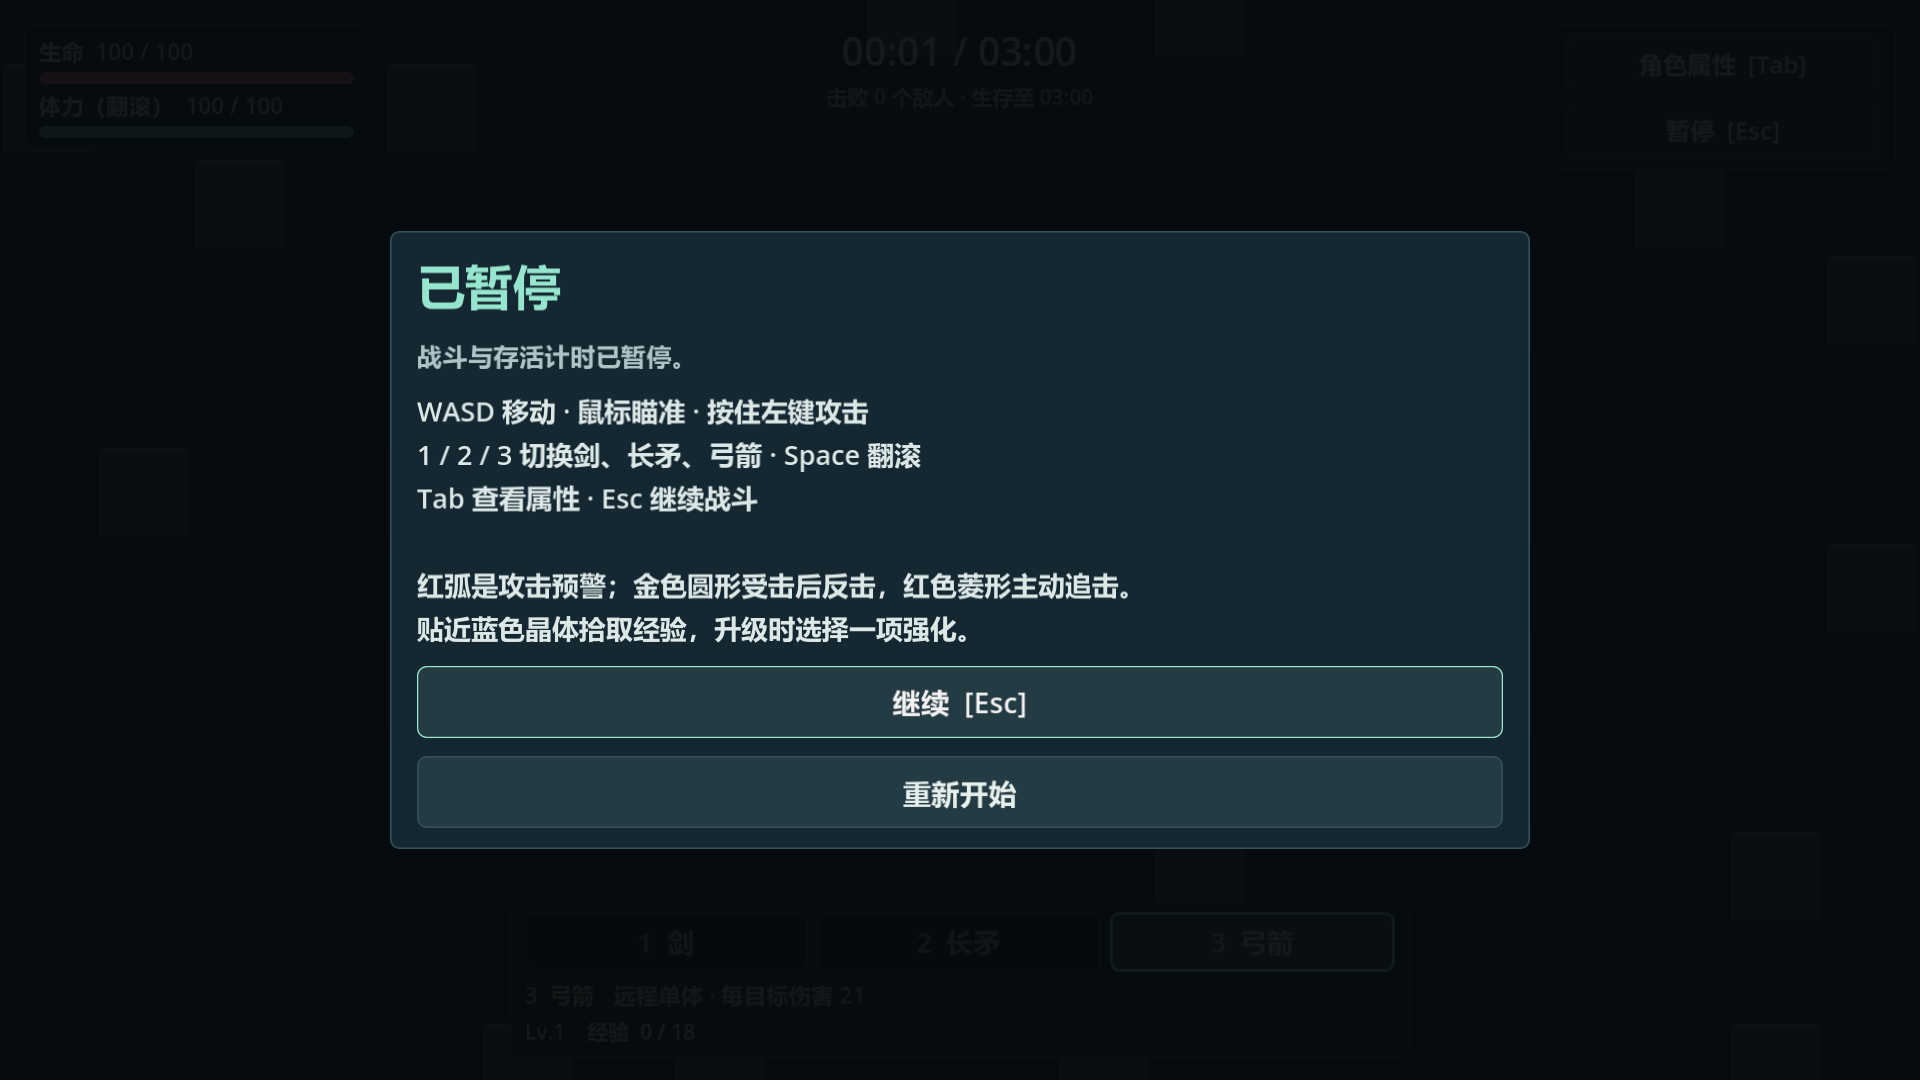 生命 100 / 100
体力（翻滚） 100 / 100
00:01 / 03:00
击败 0 个敌人 · 生存至 03:00
角色属性 [Tab]
暂停 [Esc]
已暂停
战斗与存活计时已暂停。
WASD 移动 · 鼠标瞄准 · 按住左键攻击
1 / 2 / 3 切换剑、长矛、弓箭 · Space 翻滚
Tab 查看属性 · Esc 继续战斗
红弧是攻击预警；金色圆形受击后反击，红色菱形主动追击。
贴近蓝色晶体拾取经验，升级时选择一项强化。
继续 [Esc]
重新开始
1 剑
2 长矛
3 弓箭
3 弓箭 远程单体 · 每目标伤害 21
Lv.1 经验 0 / 18